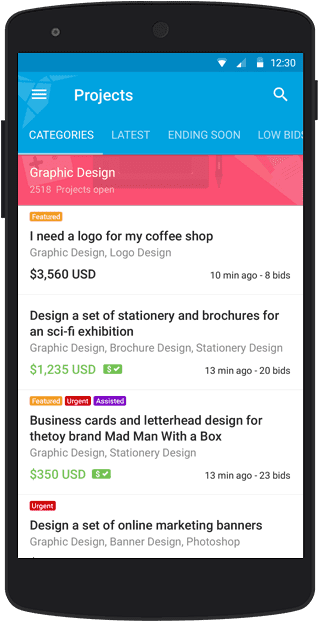 12:30
Projects
CATEGORIES LATEST ENDING SOON LOW BIDS
Graphic Design
2518 Projects open
Featured
I need a logo for my coffee shop
Graphic Design, Logo Design
$3,560 USD 10 min ago - 8 bids
Design a set of stationery and brochures for
an sci-fi exhibition
Graphic Design, Brochure Design, Stationery Design
$1,235 USD $ 13 min ago - 20 bids
Featured Urgent Assisted
Business cards and letterhead design for
thetoy brand Mad Man With a Box
Graphic Design, Stationery Design
$350 USD $ 13 min ago - 23 bids
Urgent
Design a set of online marketing banners
Graphic Design, Banner Design, Photoshop